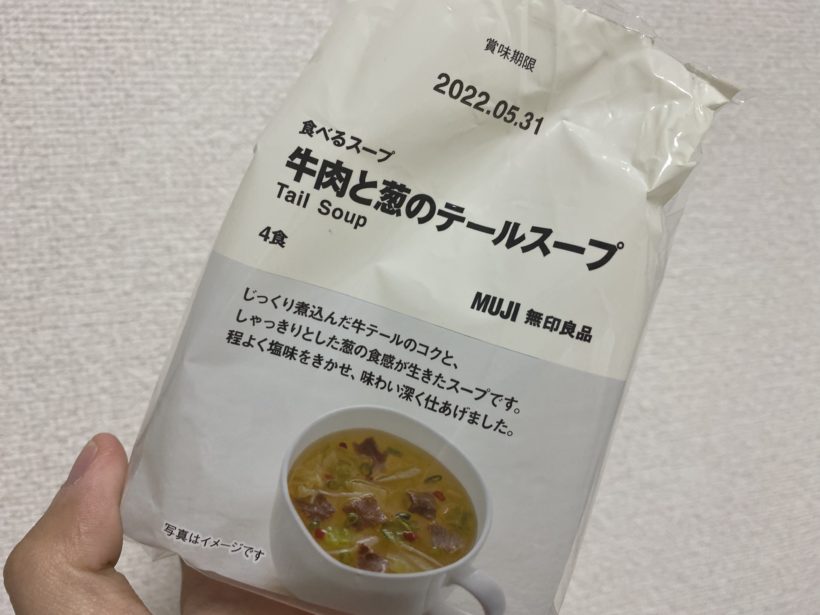 賞味期限
2022.05.31
食べるスープ
牛肉と葱のテールスープ
Tail Soup
4食
MUJI 無印良品
じっくり煮込んだ牛テールのコクと、
しゃっきりとした葱の食感が生きたスープです。
程よく塩味をきかせ、味わい深く仕あげました。
写真はイメージです